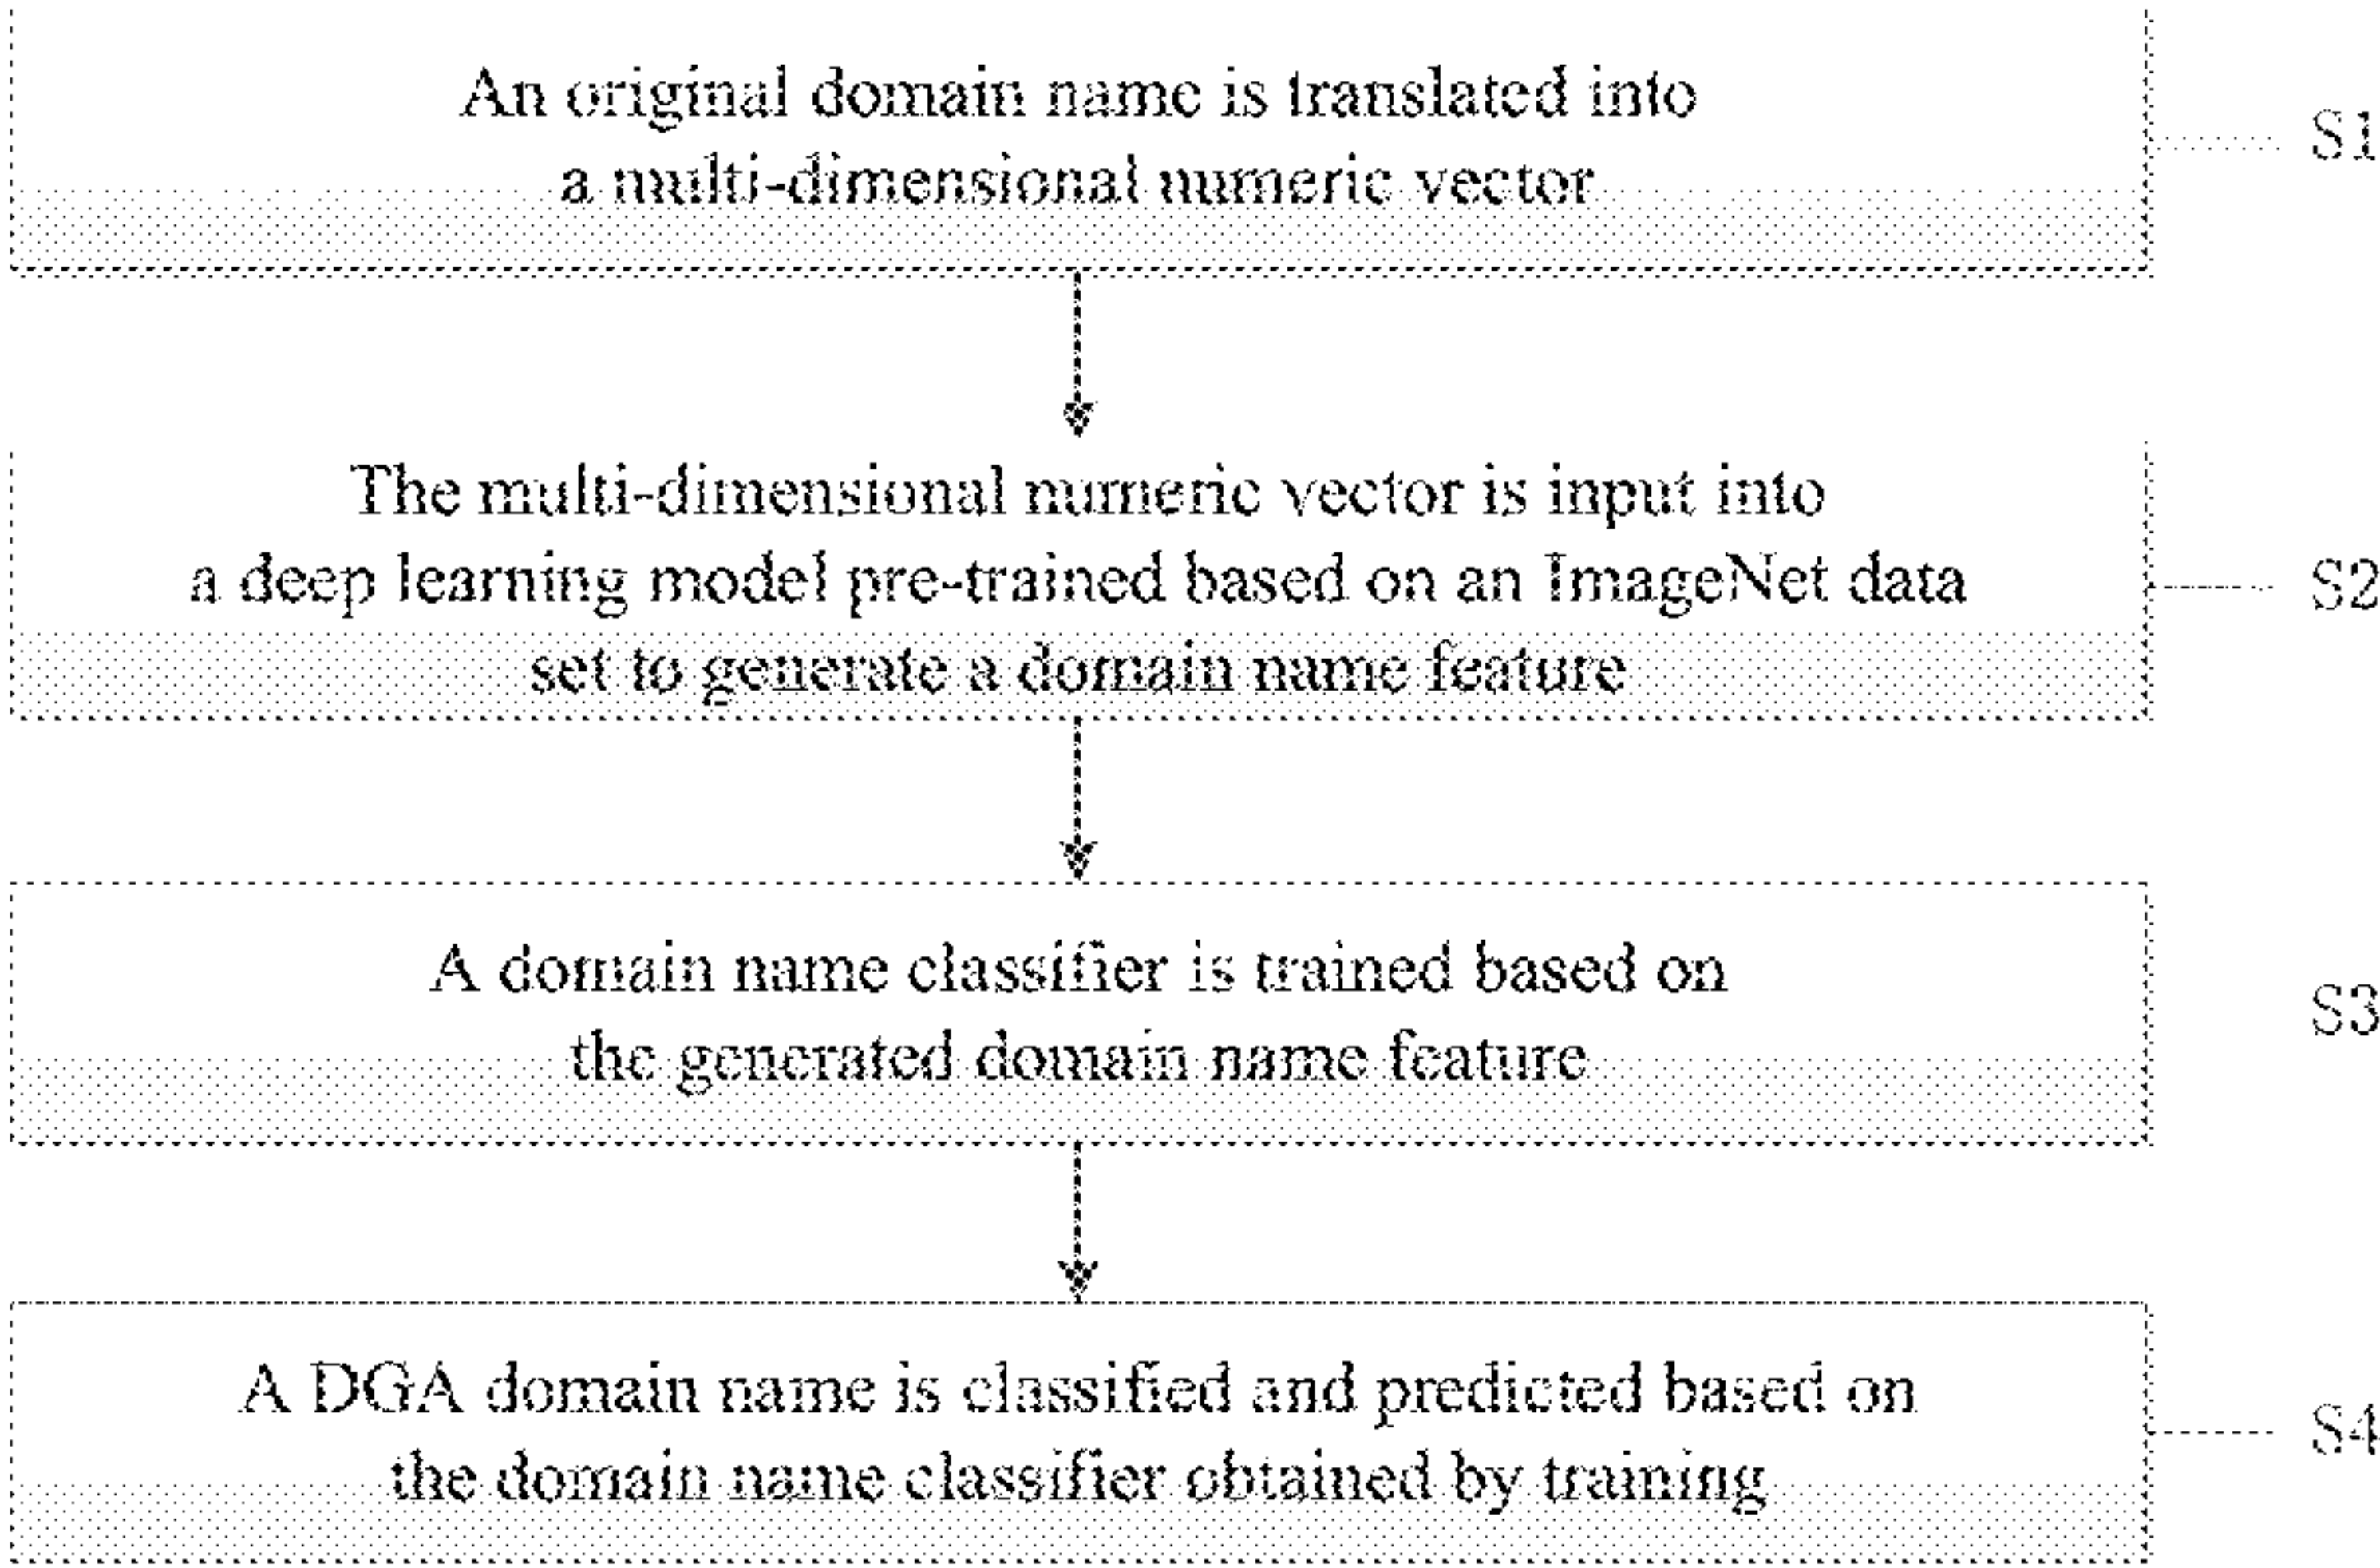 An original domain name is translated into
a multi-dimensional numeric vector
S1
The multi-dimensional numeric vector is input into
a deep learning model pre-trained based on an ImageNet data
set to generate a domain name feature
S2
A domain name classifier is trained based on
the generated domain name feature
S3
A DGA domain name is classified and predicted based on
the domain name classifier obtained by training
S4